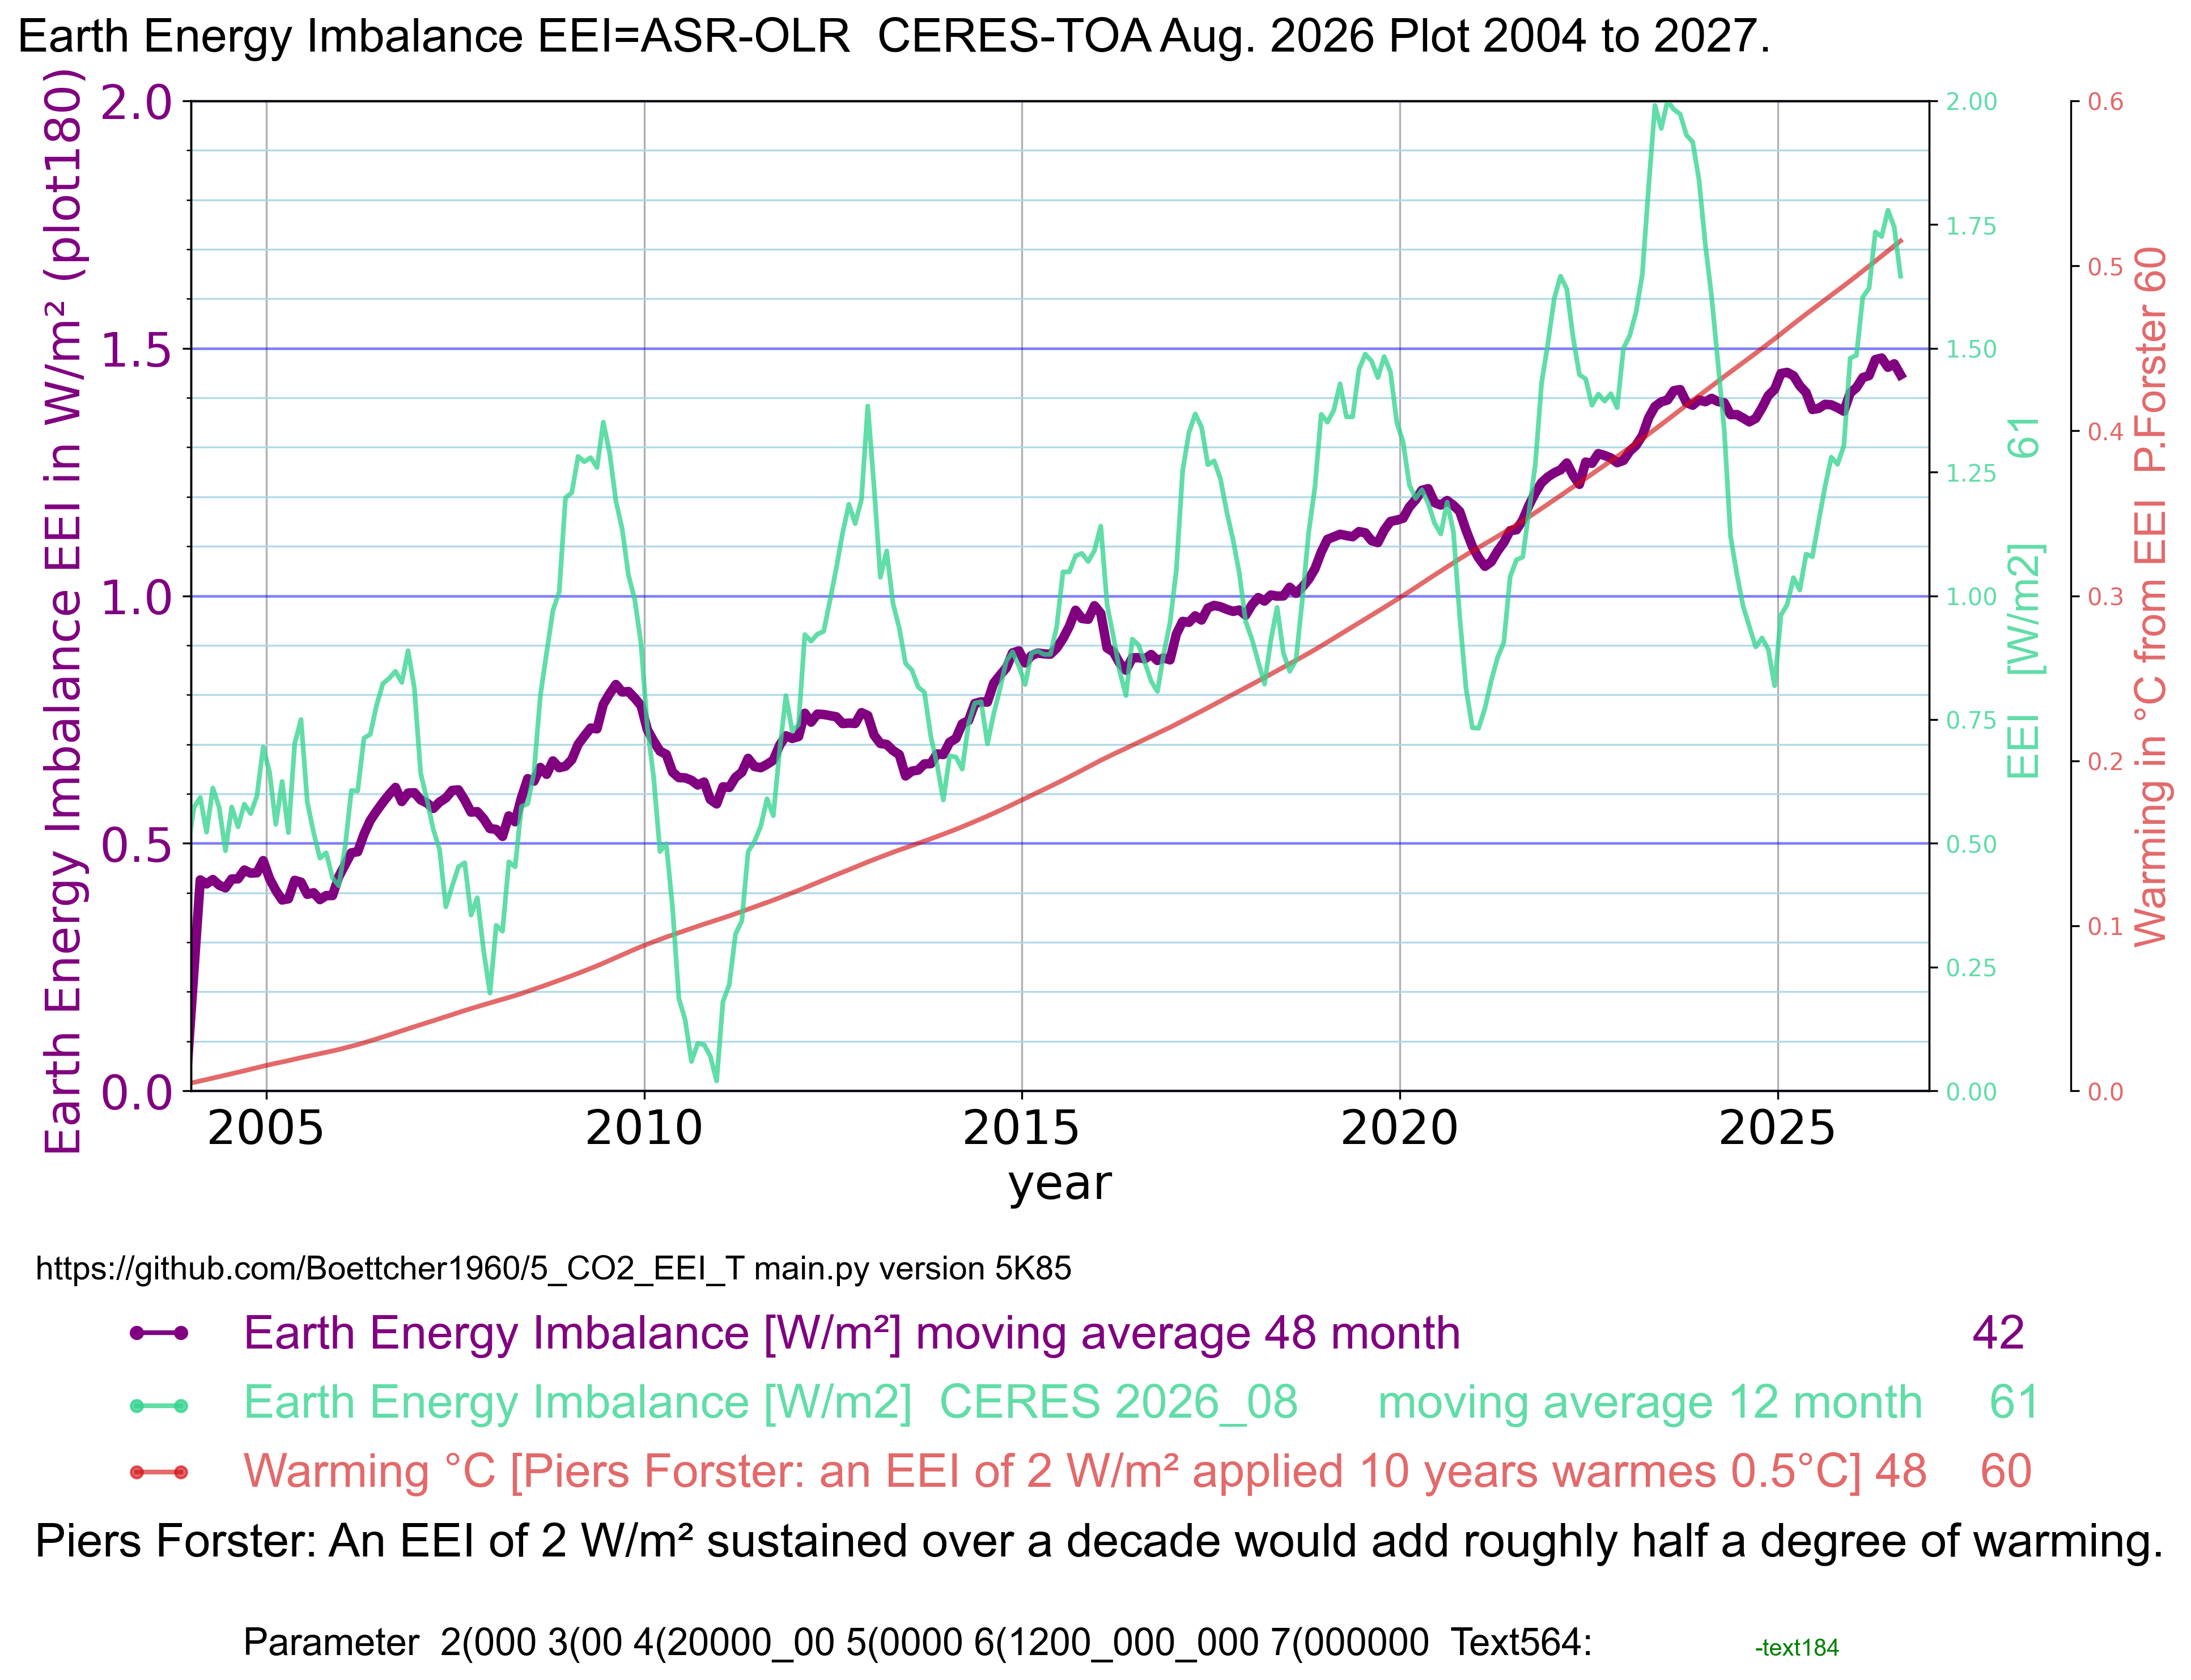 Earth Energy Imbalance EEI=ASR-OLR  CERES-TOA Aug. 2026 Plot 2004 to 2027.
Earth Energy Imbalance EEI in W/m² (plot180)
2.0
1.5
1.0
0.5
0.0
2005
2010
2015
2020
2025
year
2.00
1.75
1.50
1.25
1.00
0.75
0.50
0.25
0.00
EEI   [W/m2]      61
0.6
0.5
0.4
0.3
0.2
0.1
0.0
Warming  in  °C from EEI  P.Forster 60
https://github.com/Boettcher1960/5_CO2_EEI_T main.py version 5K85
Earth Energy Imbalance [W/m²] moving average 48 month 42
Earth Energy Imbalance [W/m2]  CERES 2026_08      moving average 12 month     61
Warming °C [Piers Forster: an EEI of 2 W/m² applied 10 years warmes 0.5°C] 48    60
Piers Forster: An EEI of 2 W/m² sustained over a decade would add roughly half a degree of warming.
Parameter  2(000 3(00 4(20000_00 5(0000 6(1200_000_000 7(000000  Text564:
-text184